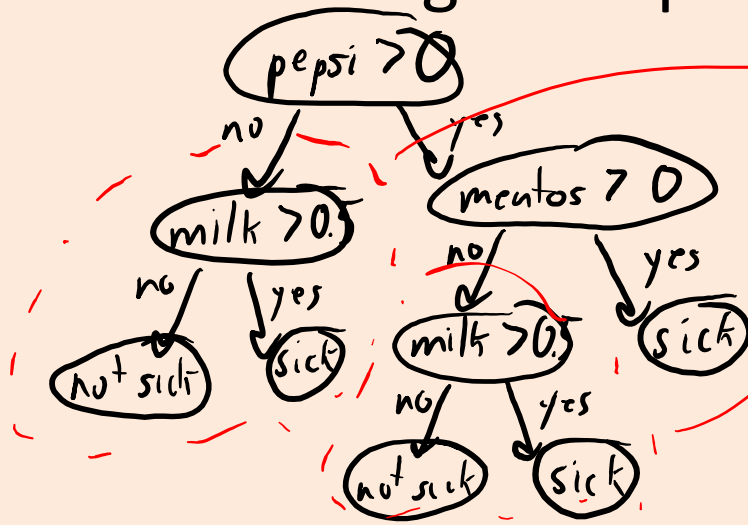 pepsi > 0
no
yes
milk > 0.5
mentos > 0
no
yes
no
yes
not sick
sick
milk > 0.5
sick
no
yes
not sick
sick